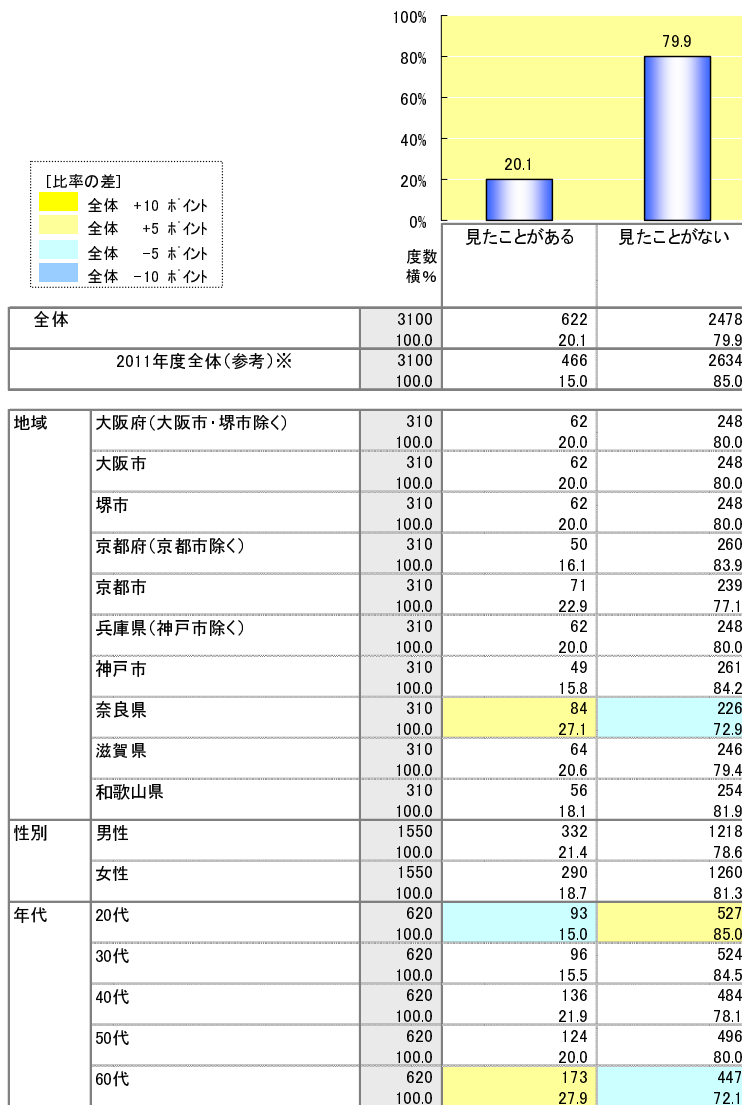 100%
80%
60%
40%
20%
0%
20.1
79.9
[比率の差]
全体 +10 ポイント
全体 +5 ポイント
全体 -5 ポイント
全体 -10 ポイント
度数
横%
見たことがある 見たことがない
全体 3100 622 2478
100.0 20.1 79.9
2011年度全体(参考)※ 3100 466 2634
100.0 15.0 85.0
地域 大阪府(大阪市・堺市除く) 310 62 248
100.0 20.0 80.0
大阪市 310 62 248
100.0 20.0 80.0
堺市 310 62 248
100.0 20.0 80.0
京都府(京都市除く) 310 50 260
100.0 16.1 83.9
京都市 310 71 239
100.0 22.9 77.1
兵庫県(神戸市除く) 310 62 248
100.0 20.0 80.0
神戸市 310 49 261
100.0 15.8 84.2
奈良県 310 84 226
100.0 27.1 72.9
滋賀県 310 64 246
100.0 20.6 79.4
和歌山県 310 56 254
100.0 18.1 81.9
性別 男性 1550 332 1218
100.0 21.4 78.6
女性 1550 290 1260
100.0 18.7 81.3
年代 20代 620 93 527
100.0 15.0 85.0
30代 620 96 524
100.0 15.5 84.5
40代 620 136 484
100.0 21.9 78.1
50代 620 124 496
100.0 20.0 80.0
60代 620 173 447
100.0 27.9 72.1